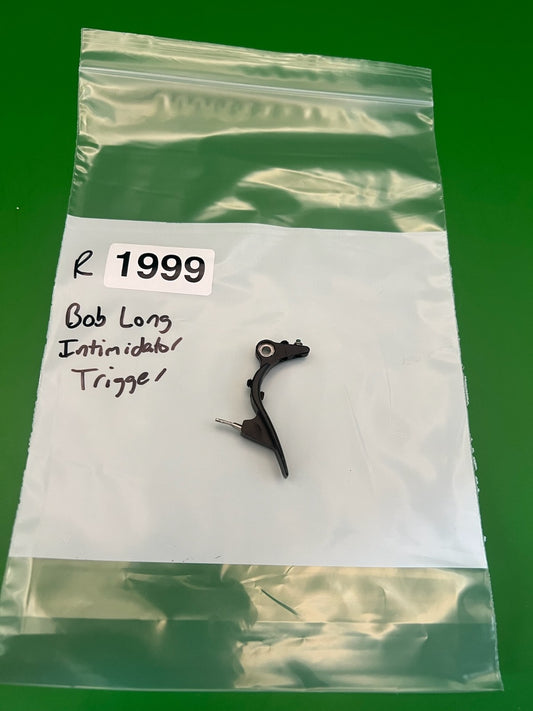 R 1999
Bob Long
Intimidator
Trigger